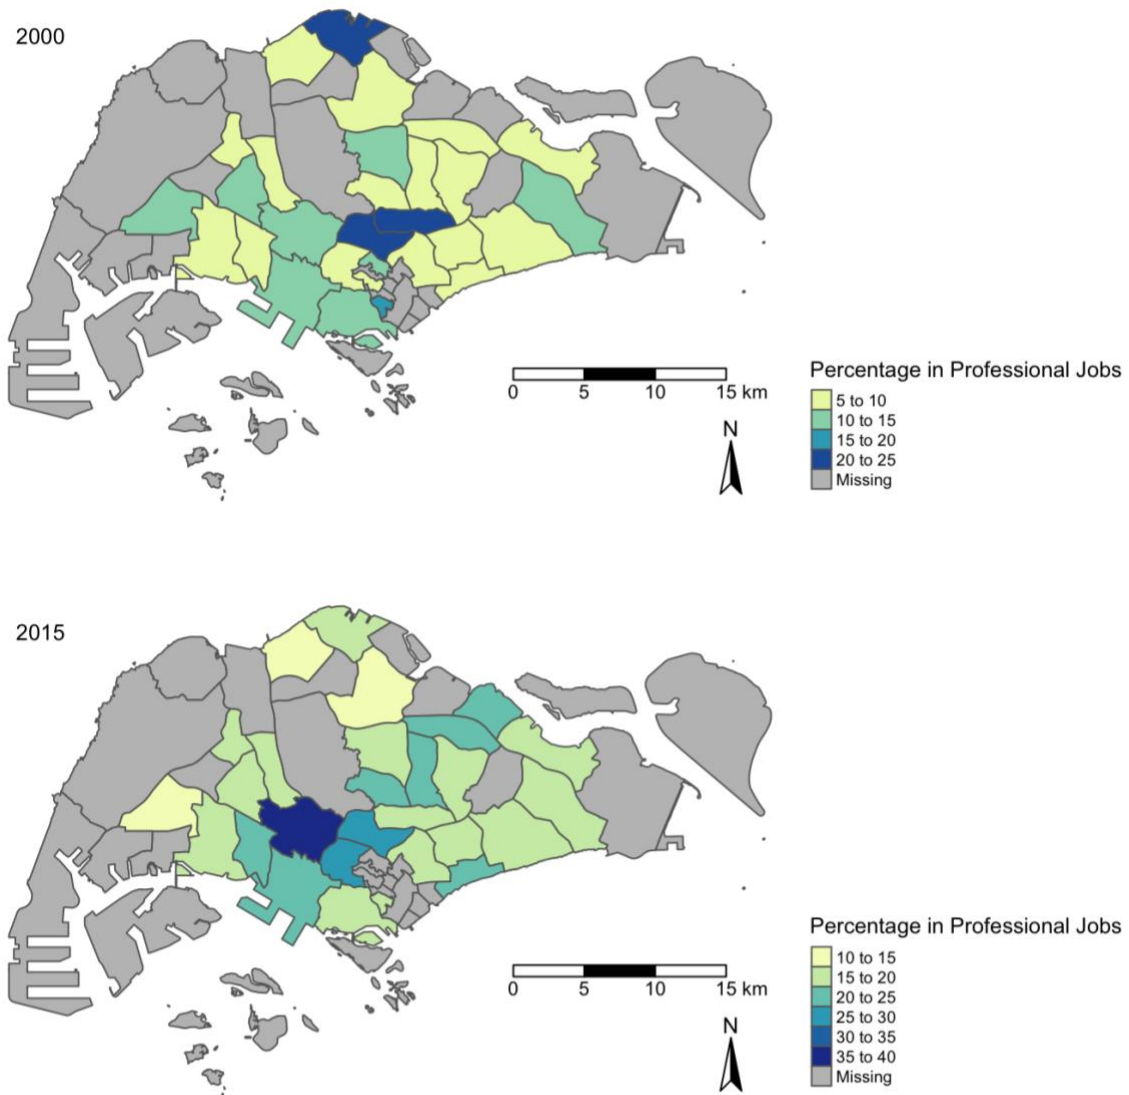 2000
0 5 10 15 km
N
Percentage in Professional Jobs
5 to 10
10 to 15
15 to 20
20 to 25
Missing
2015
0 5 10 15 km
N
Percentage in Professional Jobs
10 to 15
15 to 20
20 to 25
25 to 30
30 to 35
35 to 40
Missing